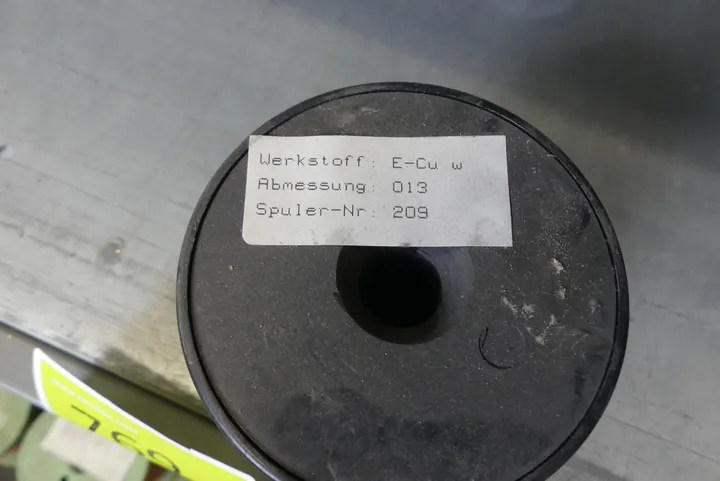 Werkstoff: E-Cu w
Abmessung: 013
Spuler-Nr: 209